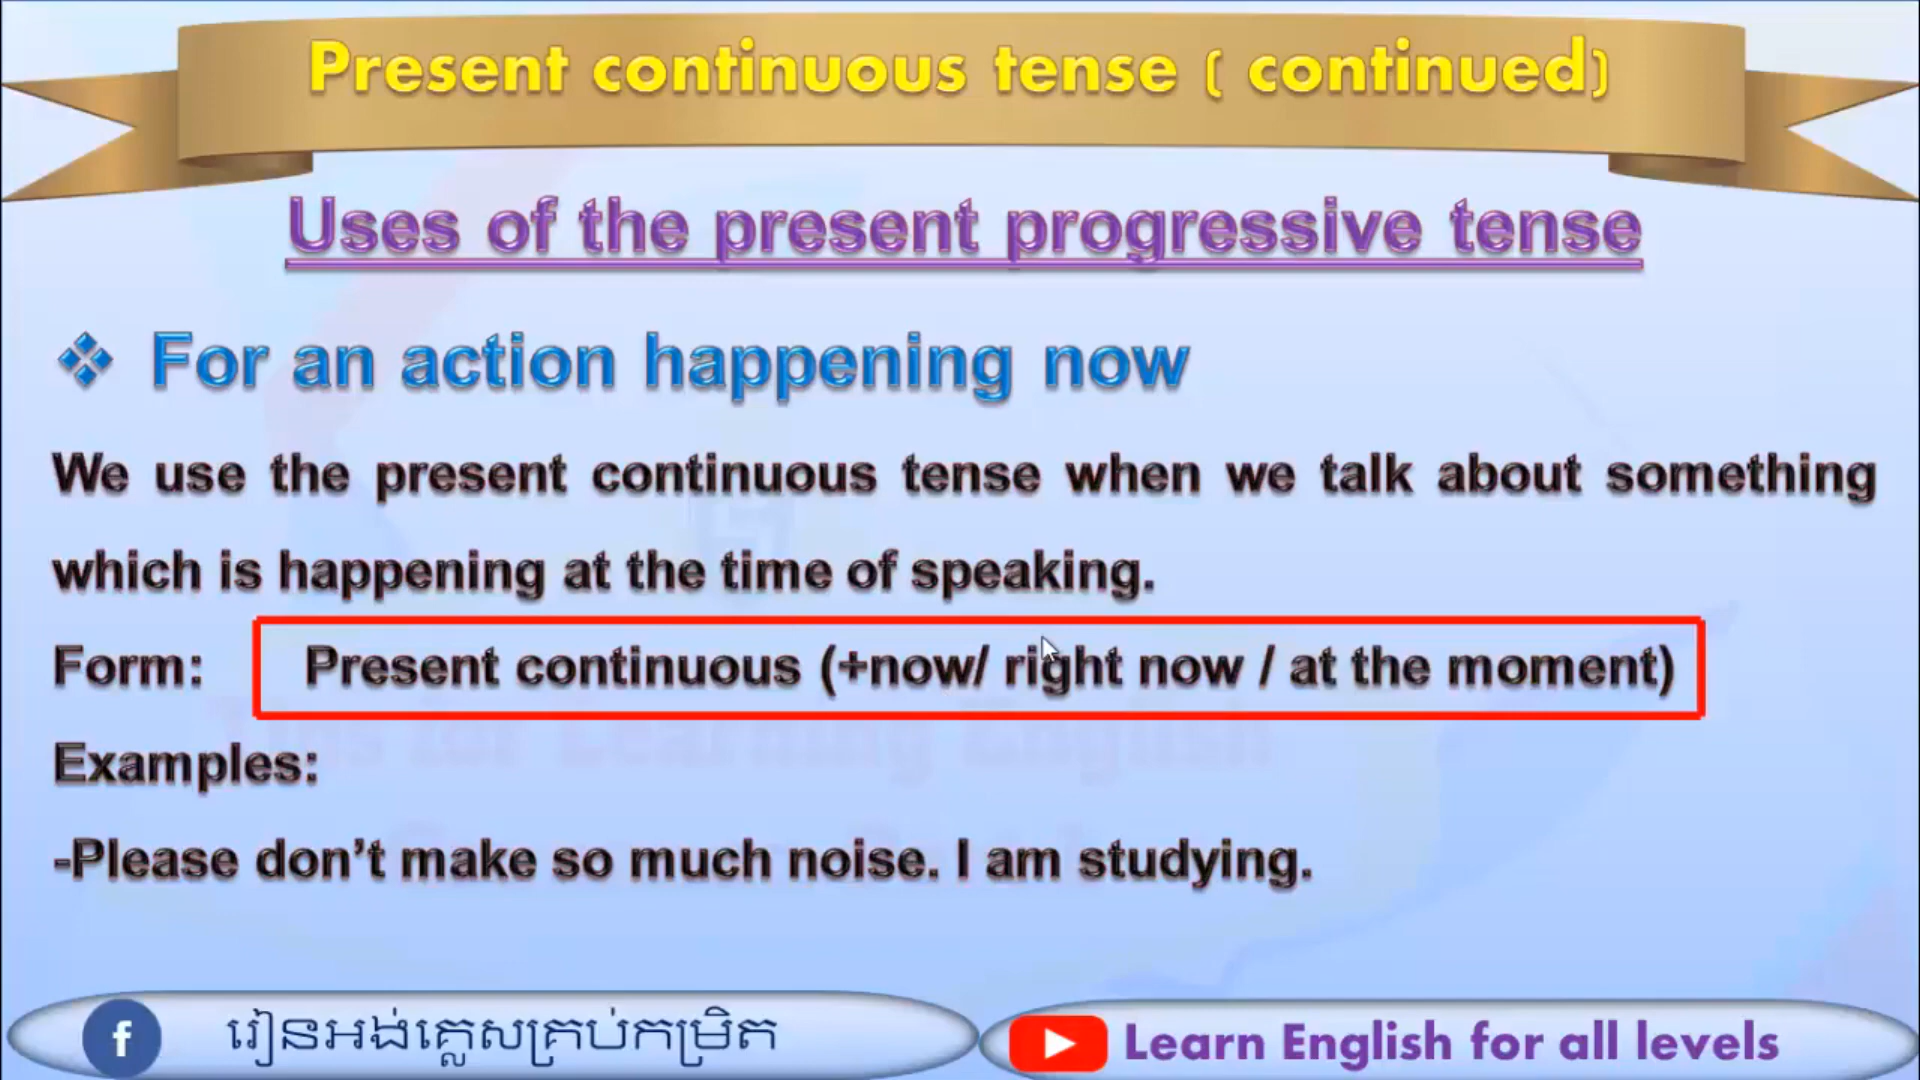 Present continuous tense ( continued)
Uses of the present progressive tense
❖ For an action happening now
We use the present continuous tense when we talk about something
which is happening at the time of speaking.
Form: Present continuous (+now/ right now / at the moment)
Examples:
-Please don’t make so much noise. I am studying.
រៀនអង់គ្លេសគ្រប់កម្រិត
Learn English for all levels